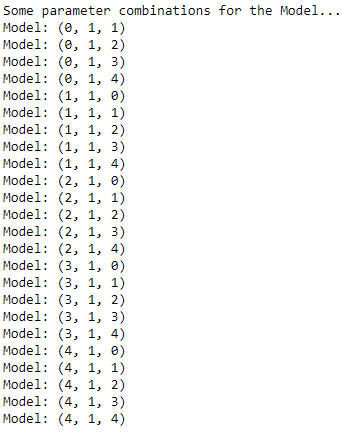 Some parameter combinations for the Model...
Model: (0, 1, 1)
Model: (0, 1, 2)
Model: (0, 1, 3)
Model: (0, 1, 4)
Model: (1, 1, 0)
Model: (1, 1, 1)
Model: (1, 1, 2)
Model: (1, 1, 3)
Model: (1, 1, 4)
Model: (2, 1, 0)
Model: (2, 1, 1)
Model: (2, 1, 2)
Model: (2, 1, 3)
Model: (2, 1, 4)
Model: (3, 1, 0)
Model: (3, 1, 1)
Model: (3, 1, 2)
Model: (3, 1, 3)
Model: (3, 1, 4)
Model: (4, 1, 0)
Model: (4, 1, 1)
Model: (4, 1, 2)
Model: (4, 1, 3)
Model: (4, 1, 4)